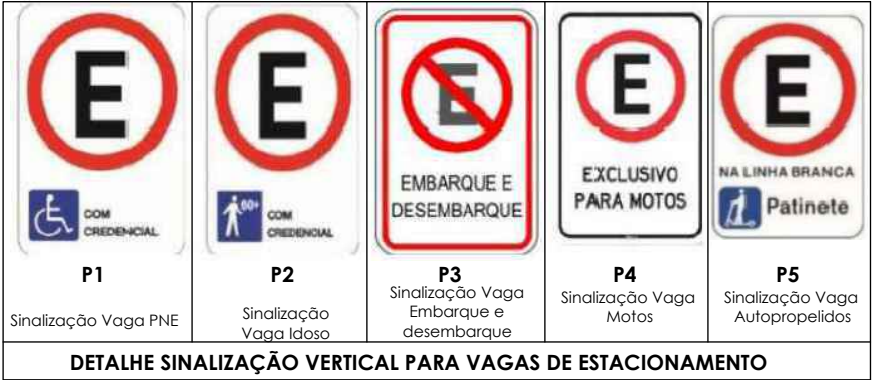 E
COM
CREDENCIAL
P1
Sinalização Vaga PNE
E
60+
COM
CREDENCIAL
P2
Sinalização
Vaga Idoso
E
EMBARQUE E
DESEMBARQUE
P3
Sinalização Vaga
Embarque e
desembarque
E
EXCLUSIVO
PARA MOTOS
P4
Sinalização Vaga
Motos
E
NA LINHA BRANCA
Patinete
P5
Sinalização Vaga
Autopropelidos
DETALHE SINALIZAÇÃO VERTICAL PARA VAGAS DE ESTACIONAMENTO